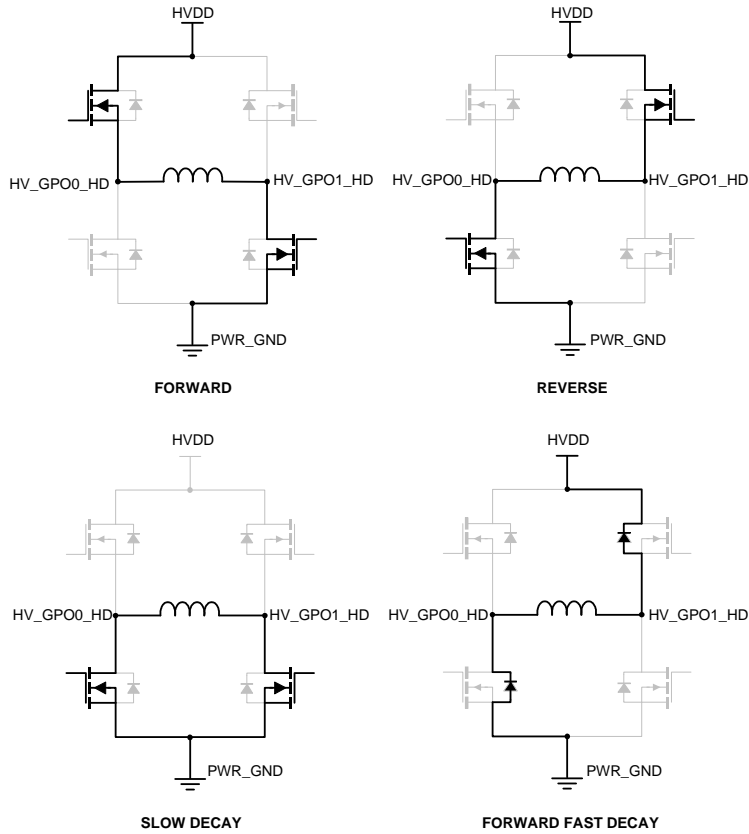 HVDD
HV_GPO0_HD
HV_GPO1_HD
PWR_GND
FORWARD
HVDD
HV_GPO0_HD
HV_GPO1_HD
PWR_GND
REVERSE
HVDD
HV_GPO0_HD
HV_GPO1_HD
PWR_GND
SLOW DECAY
HVDD
HV_GPO0_HD
HV_GPO1_HD
PWR_GND
FORWARD FAST DECAY